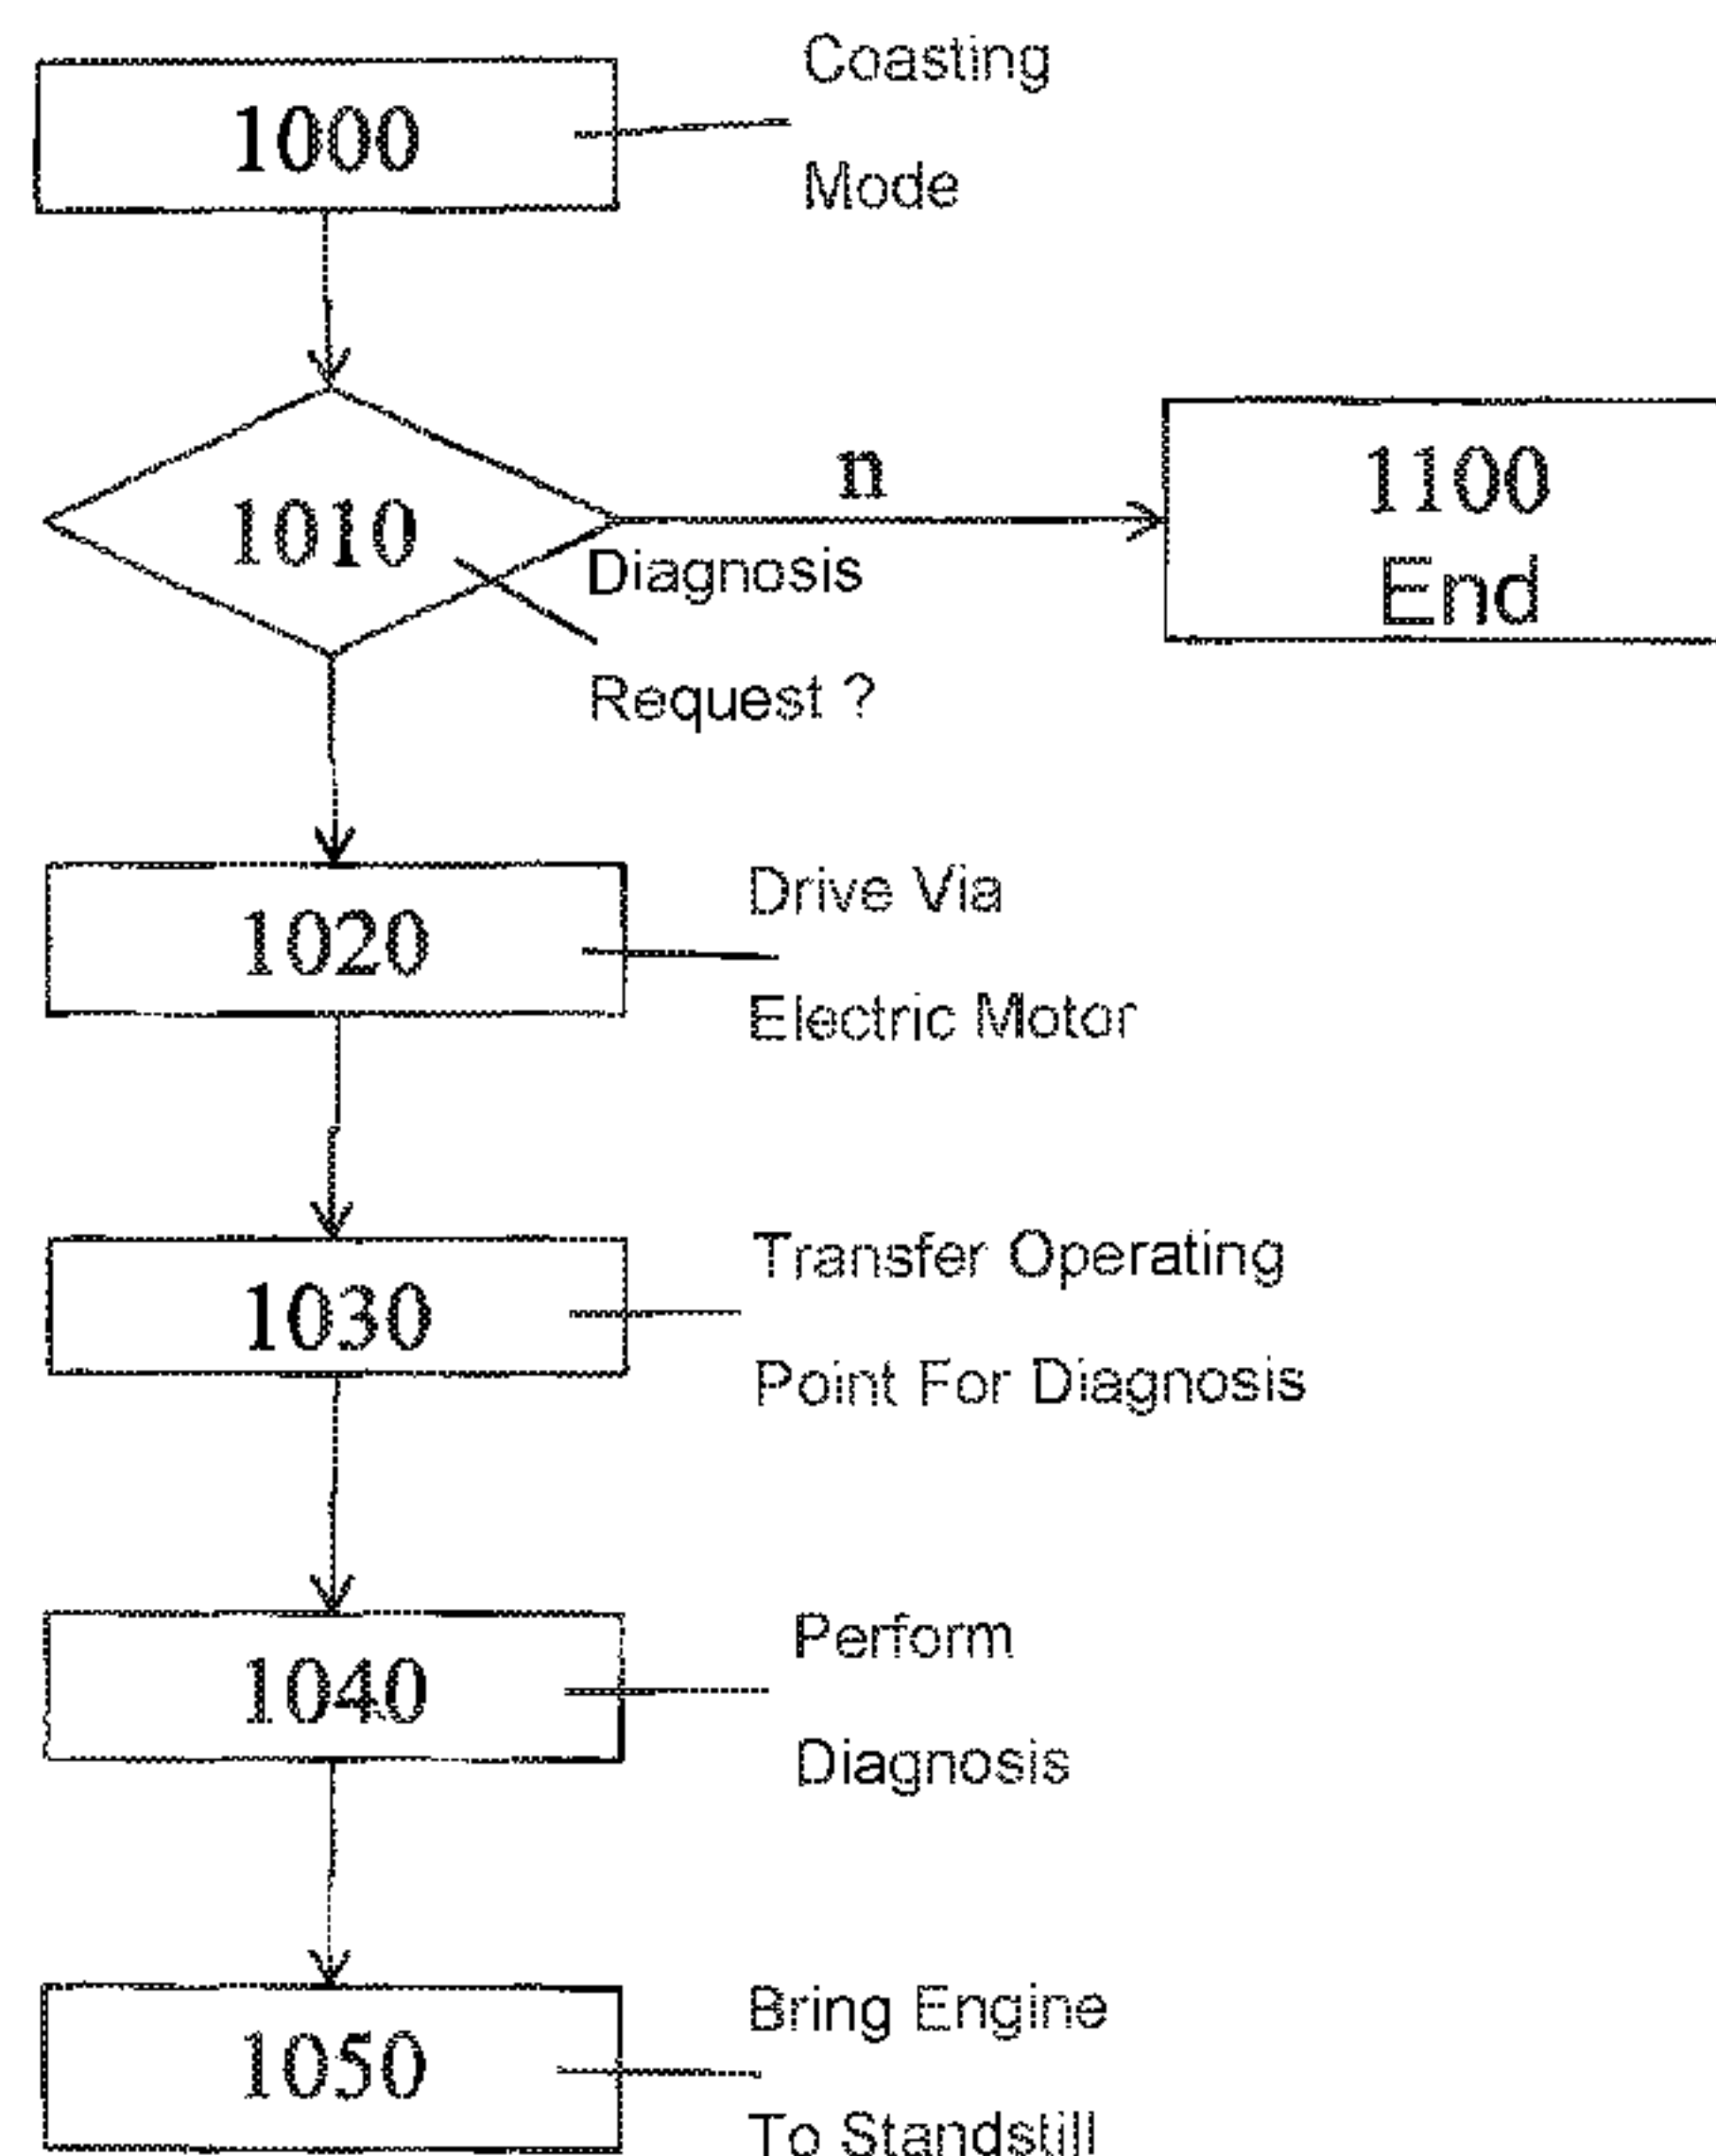 Coasting
1000
Mode
n
1100
1010
Diagnosis
End
Request ?
Drive Via
1020
Electric Motor
Transfer Operating
1030
Point For Diagnosis
Perform
1040
Diagnosis
Bring Engine
1050
To Standstill